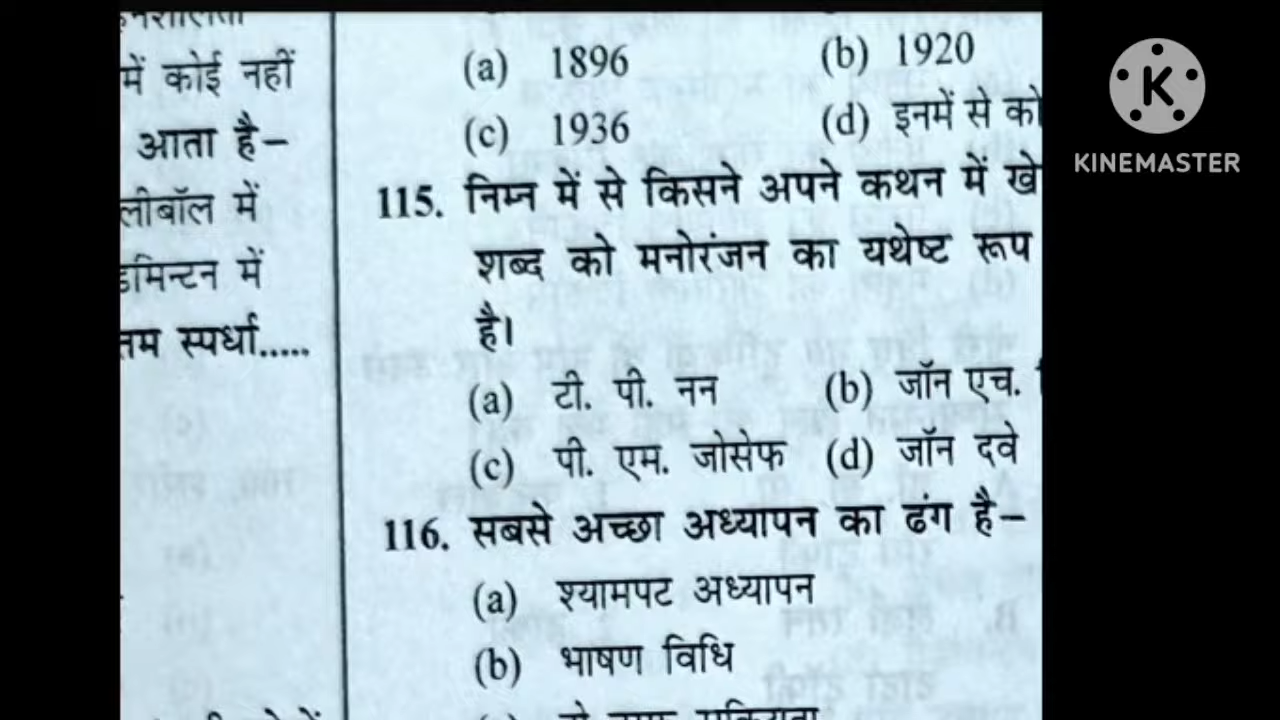 में कोई नहीं
आता है–
लीबॉल में
डमिन्टन में
तम स्पर्धा.....
(a) 1896 (b) 1920
(c) 1936 (d) इनमें से को
115. निम्न में से किसने अपने कथन में खे
शब्द को मनोरंजन का यथेष्ट रूप
है।
(a) टी. पी. नन (b) जॉन एच.
(c) पी. एम. जोसेफ (d) जॉन दवे
116. सबसे अच्छा अध्यापन का ढंग है–
(a) श्यामपट अध्यापन
(b) भाषण विधि
K
KINEMASTER